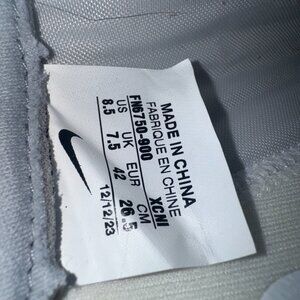 MADE IN CHINA
FABRIQUE EN CHINE
FN6750-900 XCNI
US UK EUR CM
8.5 7.5 42 26.5
12/12/23